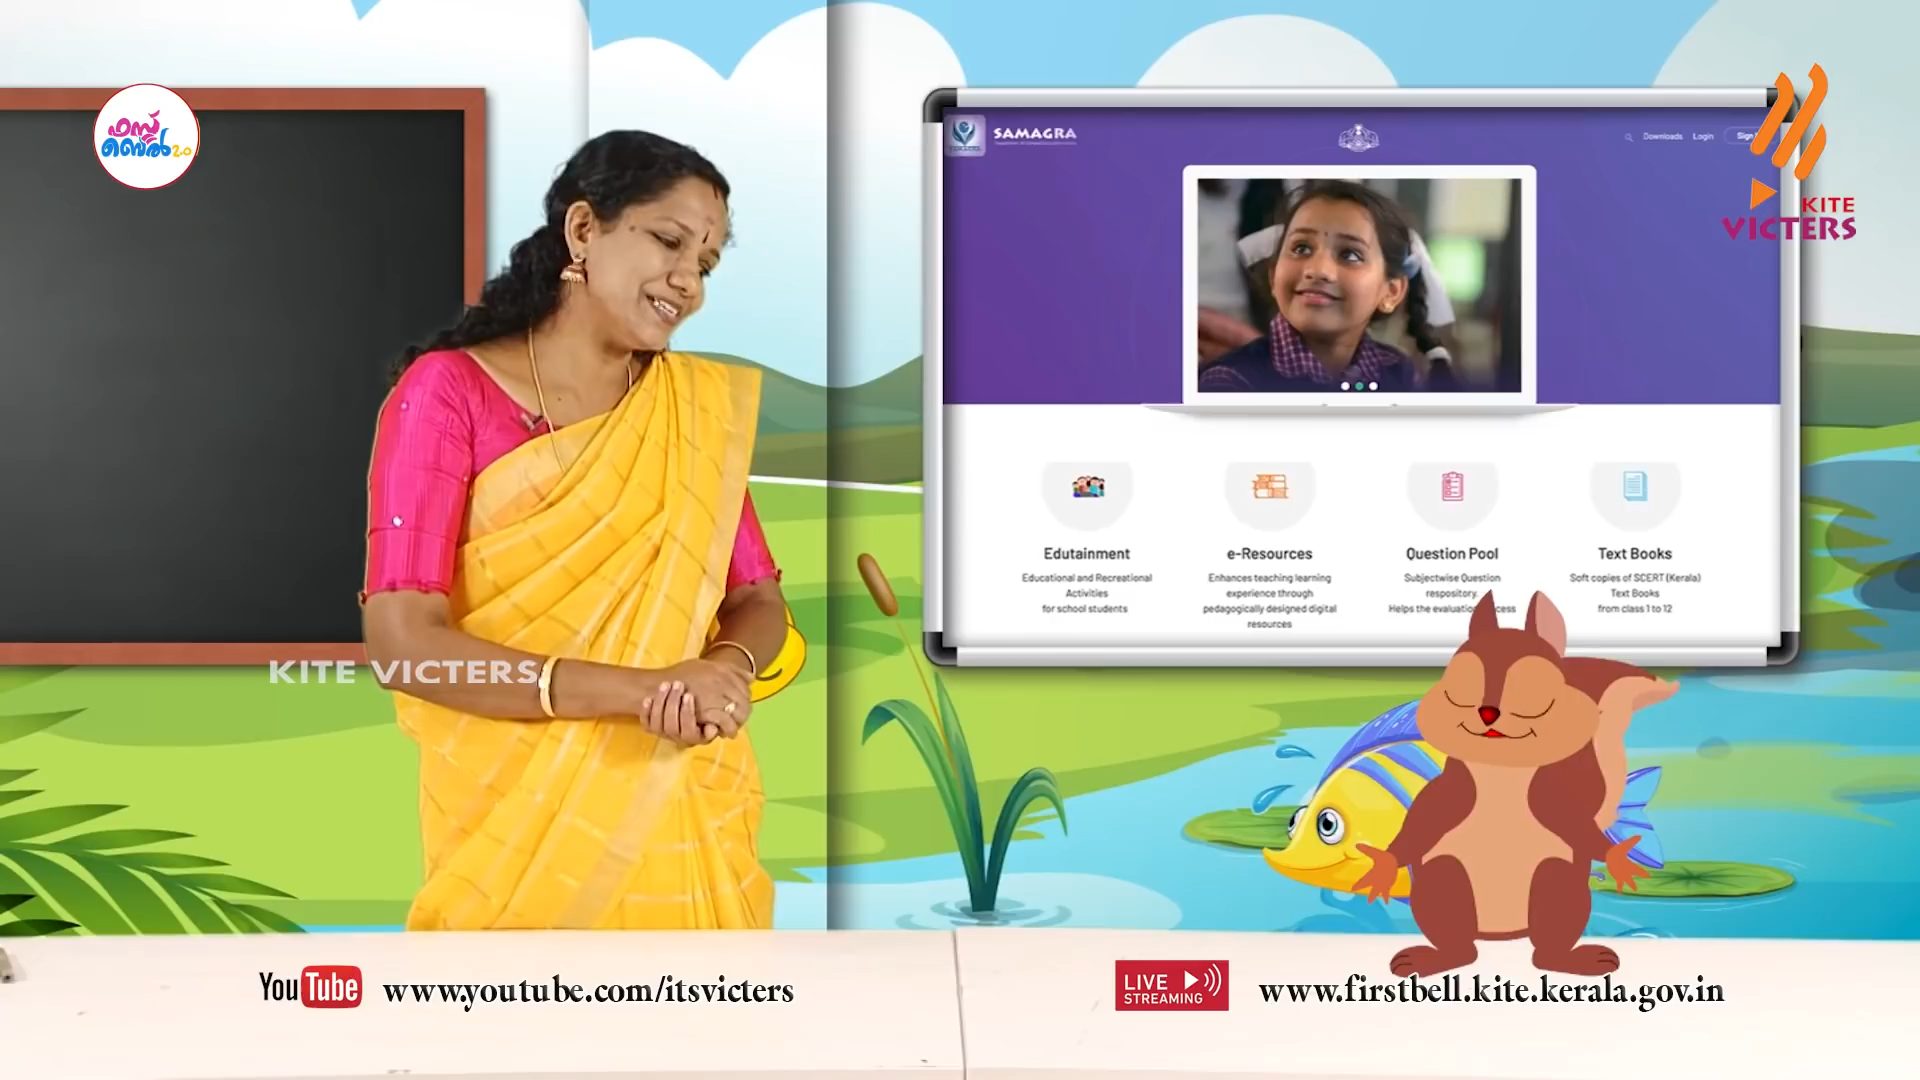 ഫസ്റ്റ്
ബെൽ 2.0
SAMAGRA
Downloads
Login
KITE
VICTERS
Edutainment
Educational and Recreational
Activities
for school students
e-Resources
Enhances teaching learning
experience through
pedagogically designed digital
resources
Question Pool
Subjectwise Question
respository.
Helps the evaluation
Text Books
Soft copies of SCERT (Kerala)
Text Books
from class 1 to 12
KITE VICTERS
YouTube
www.youtube.com/itsvicters
LIVE
STREAMING
www.firstbell.kite.kerala.gov.in